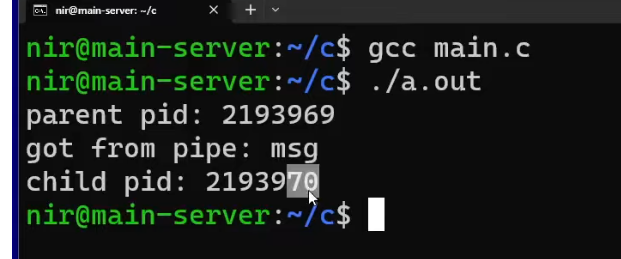 nir@main-server: ~/c
nir@main-server:~/c$ gcc main.c
nir@main-server:~/c$ ./a.out
parent pid: 2193969
got from pipe: msg
child pid: 2193970
nir@main-server:~/c$